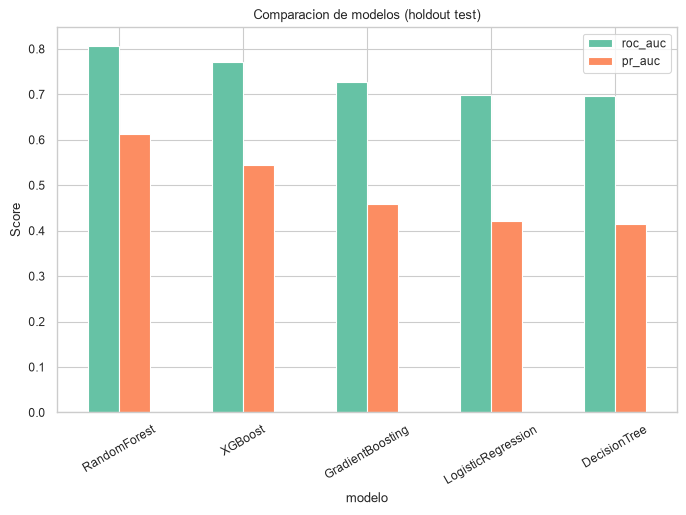 Comparacion de modelos (holdout test)
roc_auc
pr_auc
Score
0.8
0.7
0.6
0.5
0.4
0.3
0.2
0.1
0.0
RandomForest
XGBoost
GradientBoosting
LogisticRegression
DecisionTree
modelo